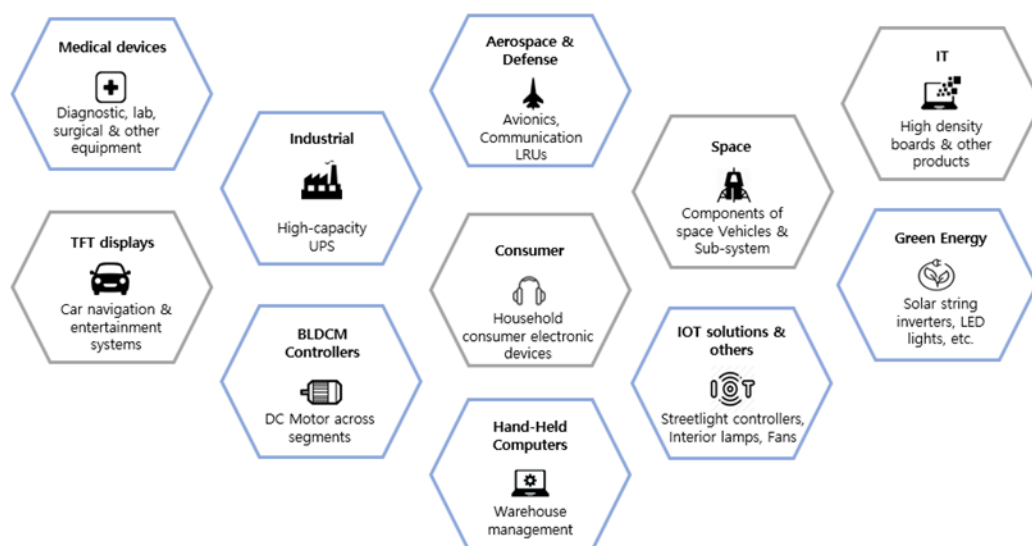 Medical devices
Diagnostic, lab,
surgical & other
equipment
Aerospace &
Defense
Avionics,
Communication
LRUs
IT
High density
boards & other
products
Industrial
High-capacity
UPS
Space
Components of
space Vehicles &
Sub-system
TFT displays
Car navigation &
entertainment
systems
Consumer
Household
consumer electronic
devices
Green Energy
Solar string
inverters, LED
lights, etc.
BLDCM
Controllers
DC Motor across
segments
IOT solutions &
others
IOT
Streetlight controllers,
Interior lamps, Fans
Hand-Held
Computers
Warehouse
management